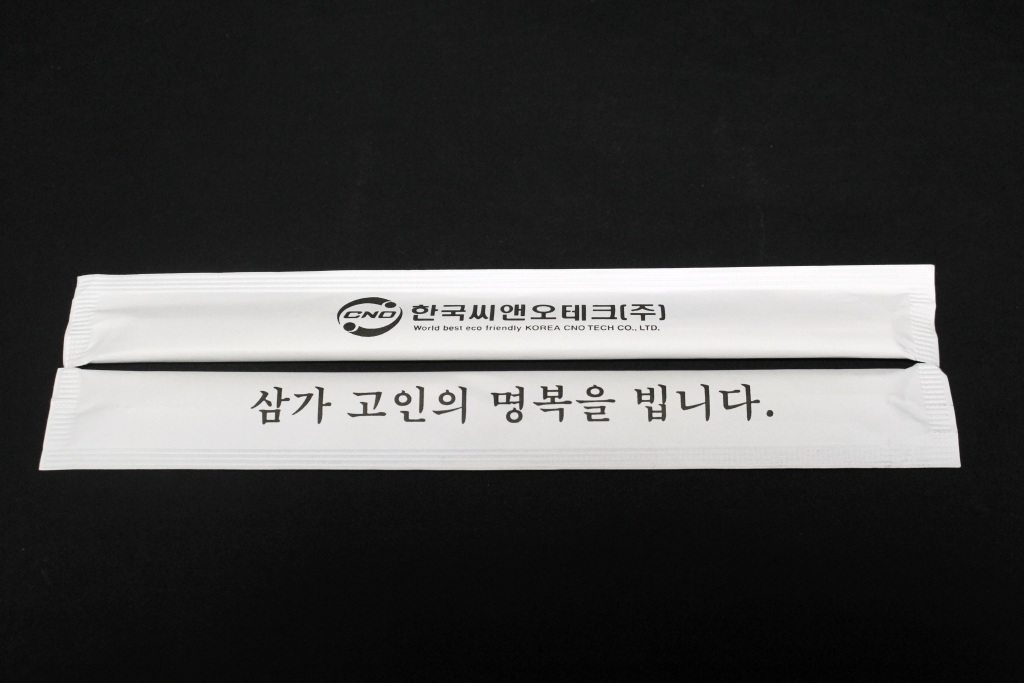 CNO 한국씨앤오테크(주)
World best eco friendly KOREA CNO TECH CO., LTD.
삼가 고인의 명복을 빕니다.